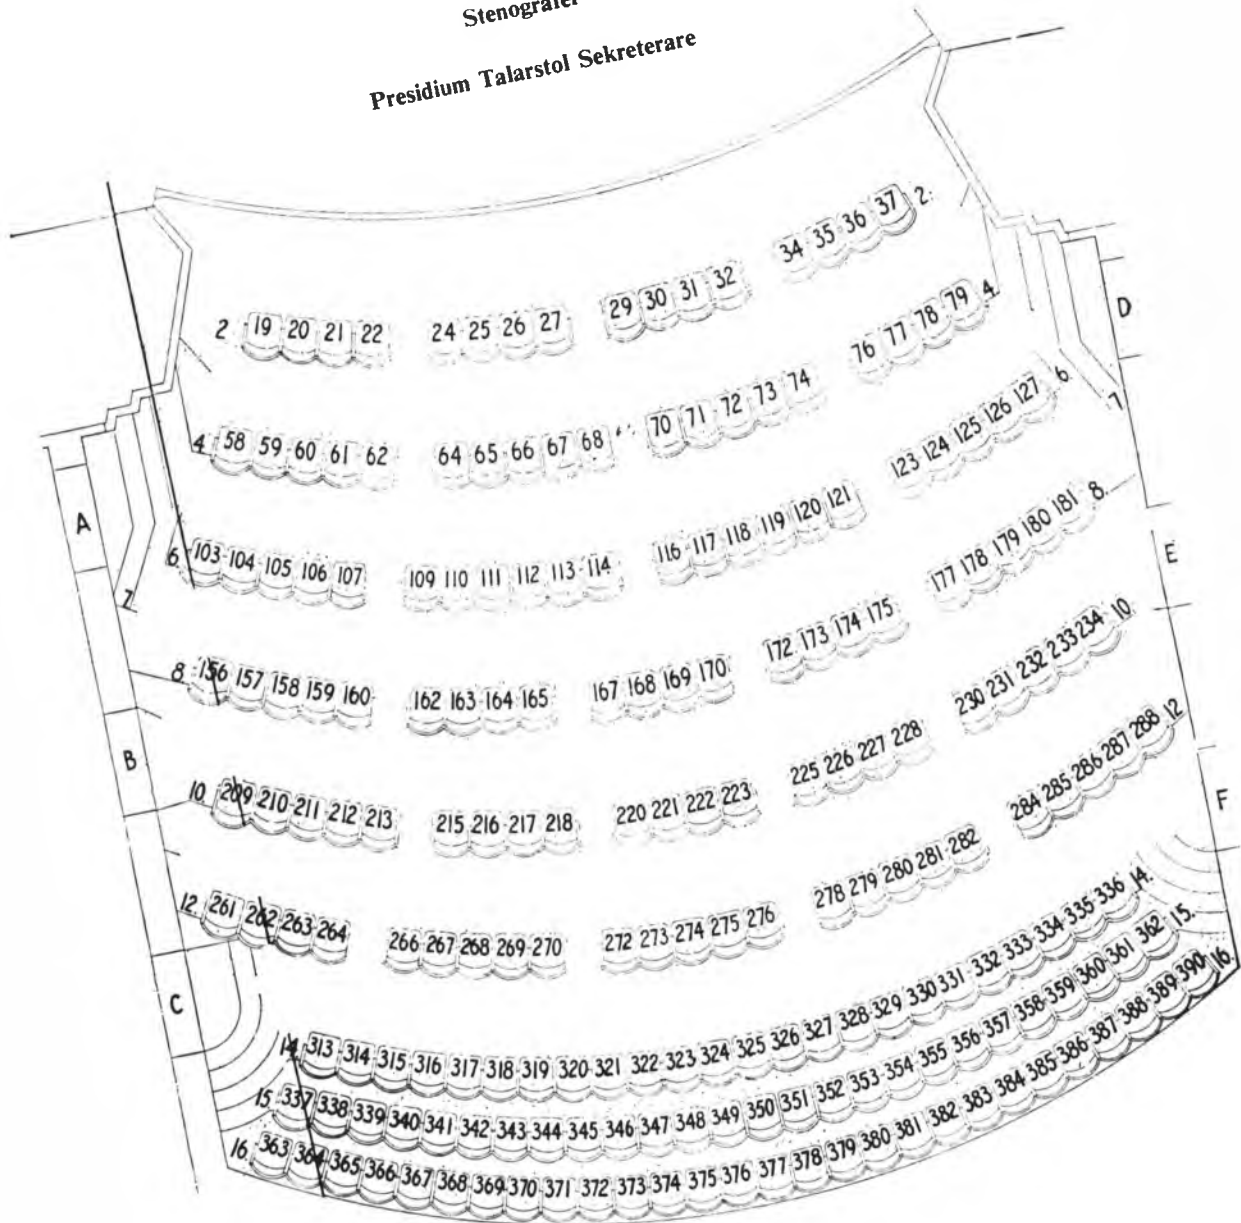 Stenografer
Presidium Talarstol Sekreterare
2 19 20 21 22 24 25 26 27 29 30 31 32 34 35 36 37 2.
4 58 59 60 61 62 64 65 66 67 68 70 71 72 73 74 76 77 78 79 4.
6 103 104 105 106 107 109 110 111 112 113 114 116 117 118 119 120 121 123 124 125 126 127 6.
7. 7
8 156 157 158 159 160 162 163 164 165 167 168 169 170 172 173 174 175 177 178 179 180 181 8.
10. 209 210 211 212 213 215 216 217 218 220 221 222 223 225 226 227 228 230 231 232 233 234 10.
12. 261 262 263 264 266 267 268 269 270 272 273 274 275 276 278 279 280 281 282 284 285 286 287 288 12
14. 313 314 315 316 317 318 319 320 321 322 323 324 325 326 327 328 329 330 331 332 333 334 335 336 14.
15. 337 338 339 340 341 342 343 344 345 346 347 348 349 350 351 352 353 354 355 356 357 358 359 360 361 362 15.
16. 363 364 365 366 367 368 369 370 371 372 373 374 375 376 377 378 379 380 381 382 383 384 385 386 387 388 389 390 16.
A
B
C
D
E
F